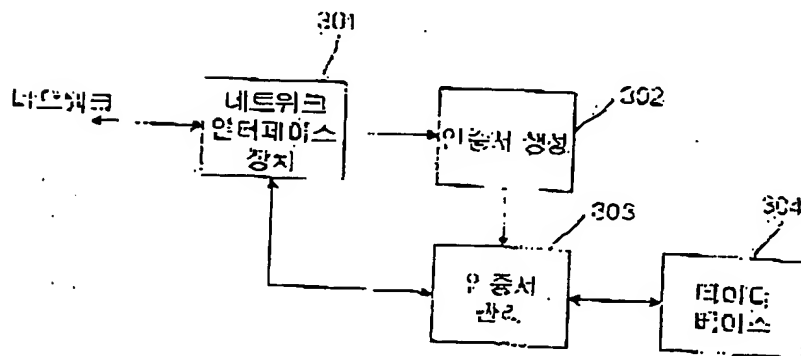 301
네트워크
네트워크
인터페이스
장치
302
인증서 생성
303
인증서
관리
304
데이터
베이스